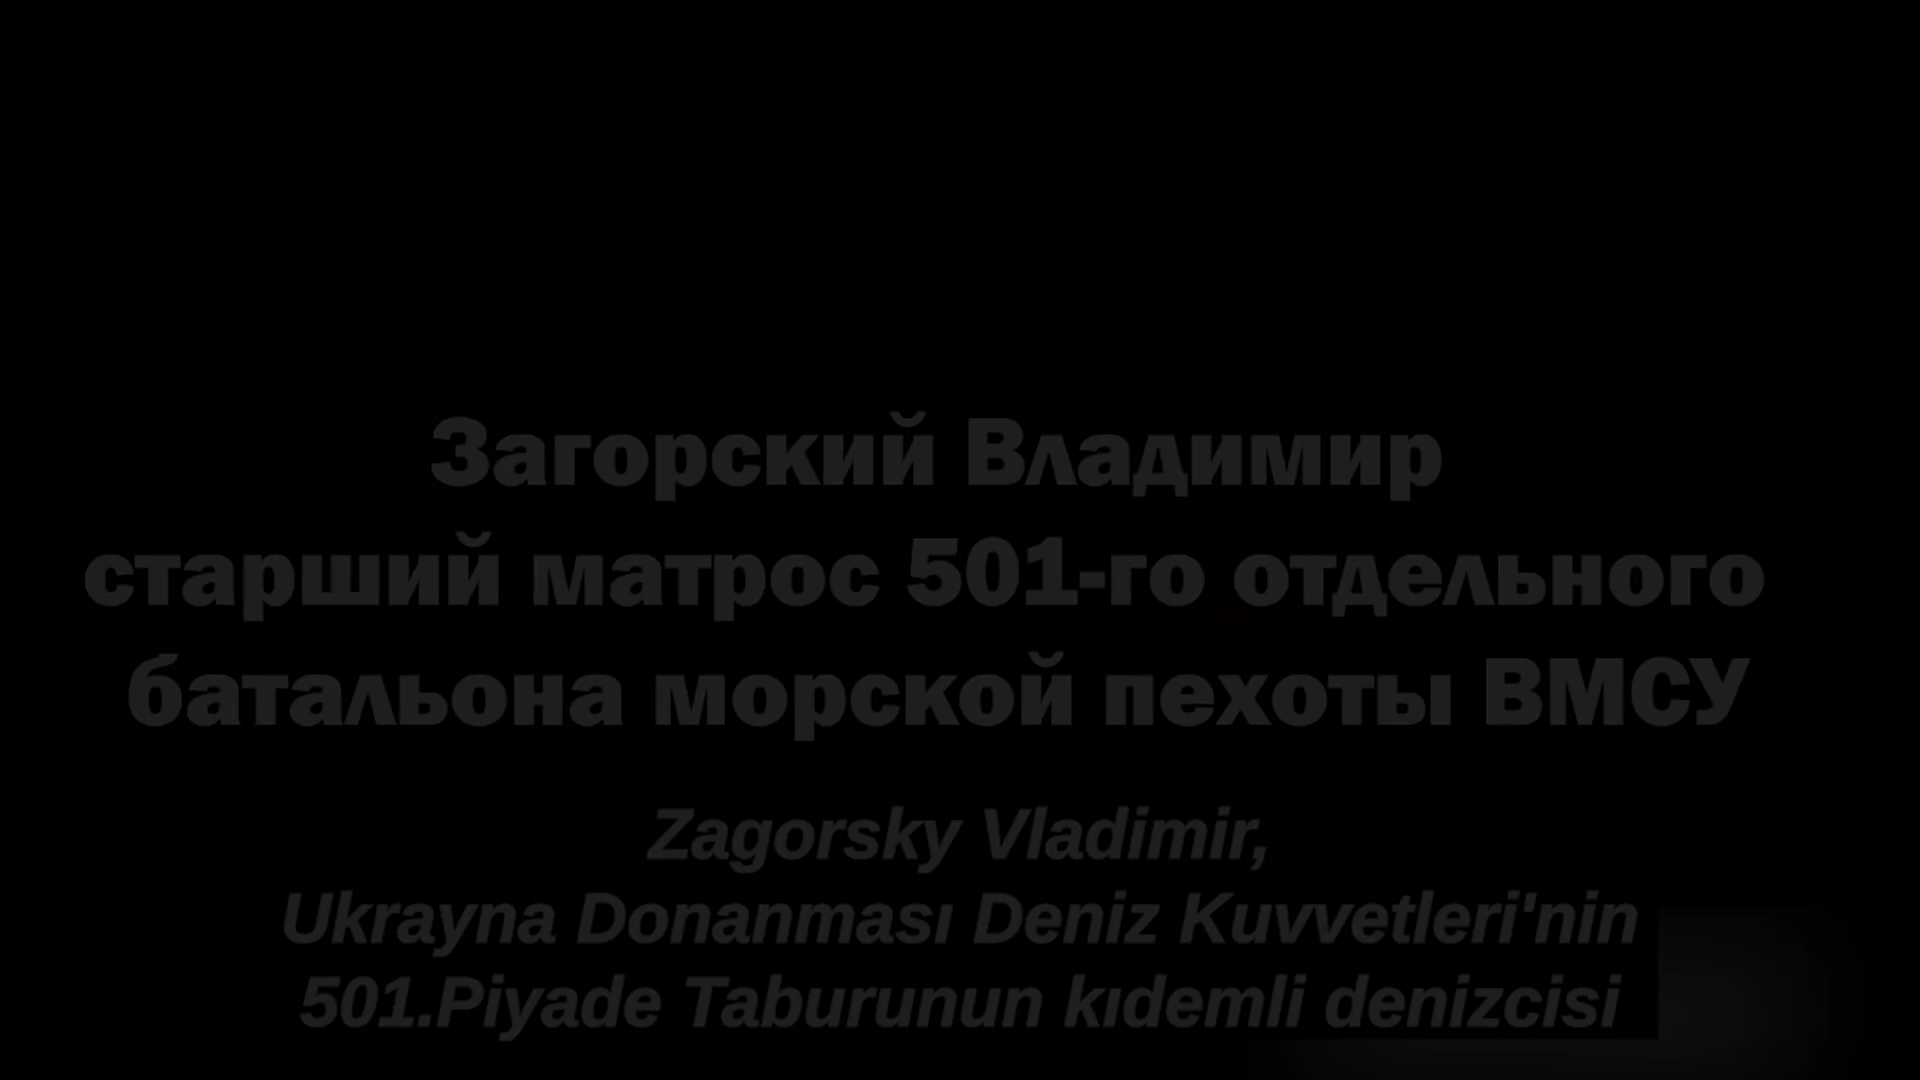 Загорский Владимир
старший матрос 501-го отдельного
батальона морской пехоты ВМСУ
Zagorsky Vladimir,
Ukrayna Donanması Deniz Kuvvetleri'nin
501.Piyade Taburunun kıdemli denizcisi